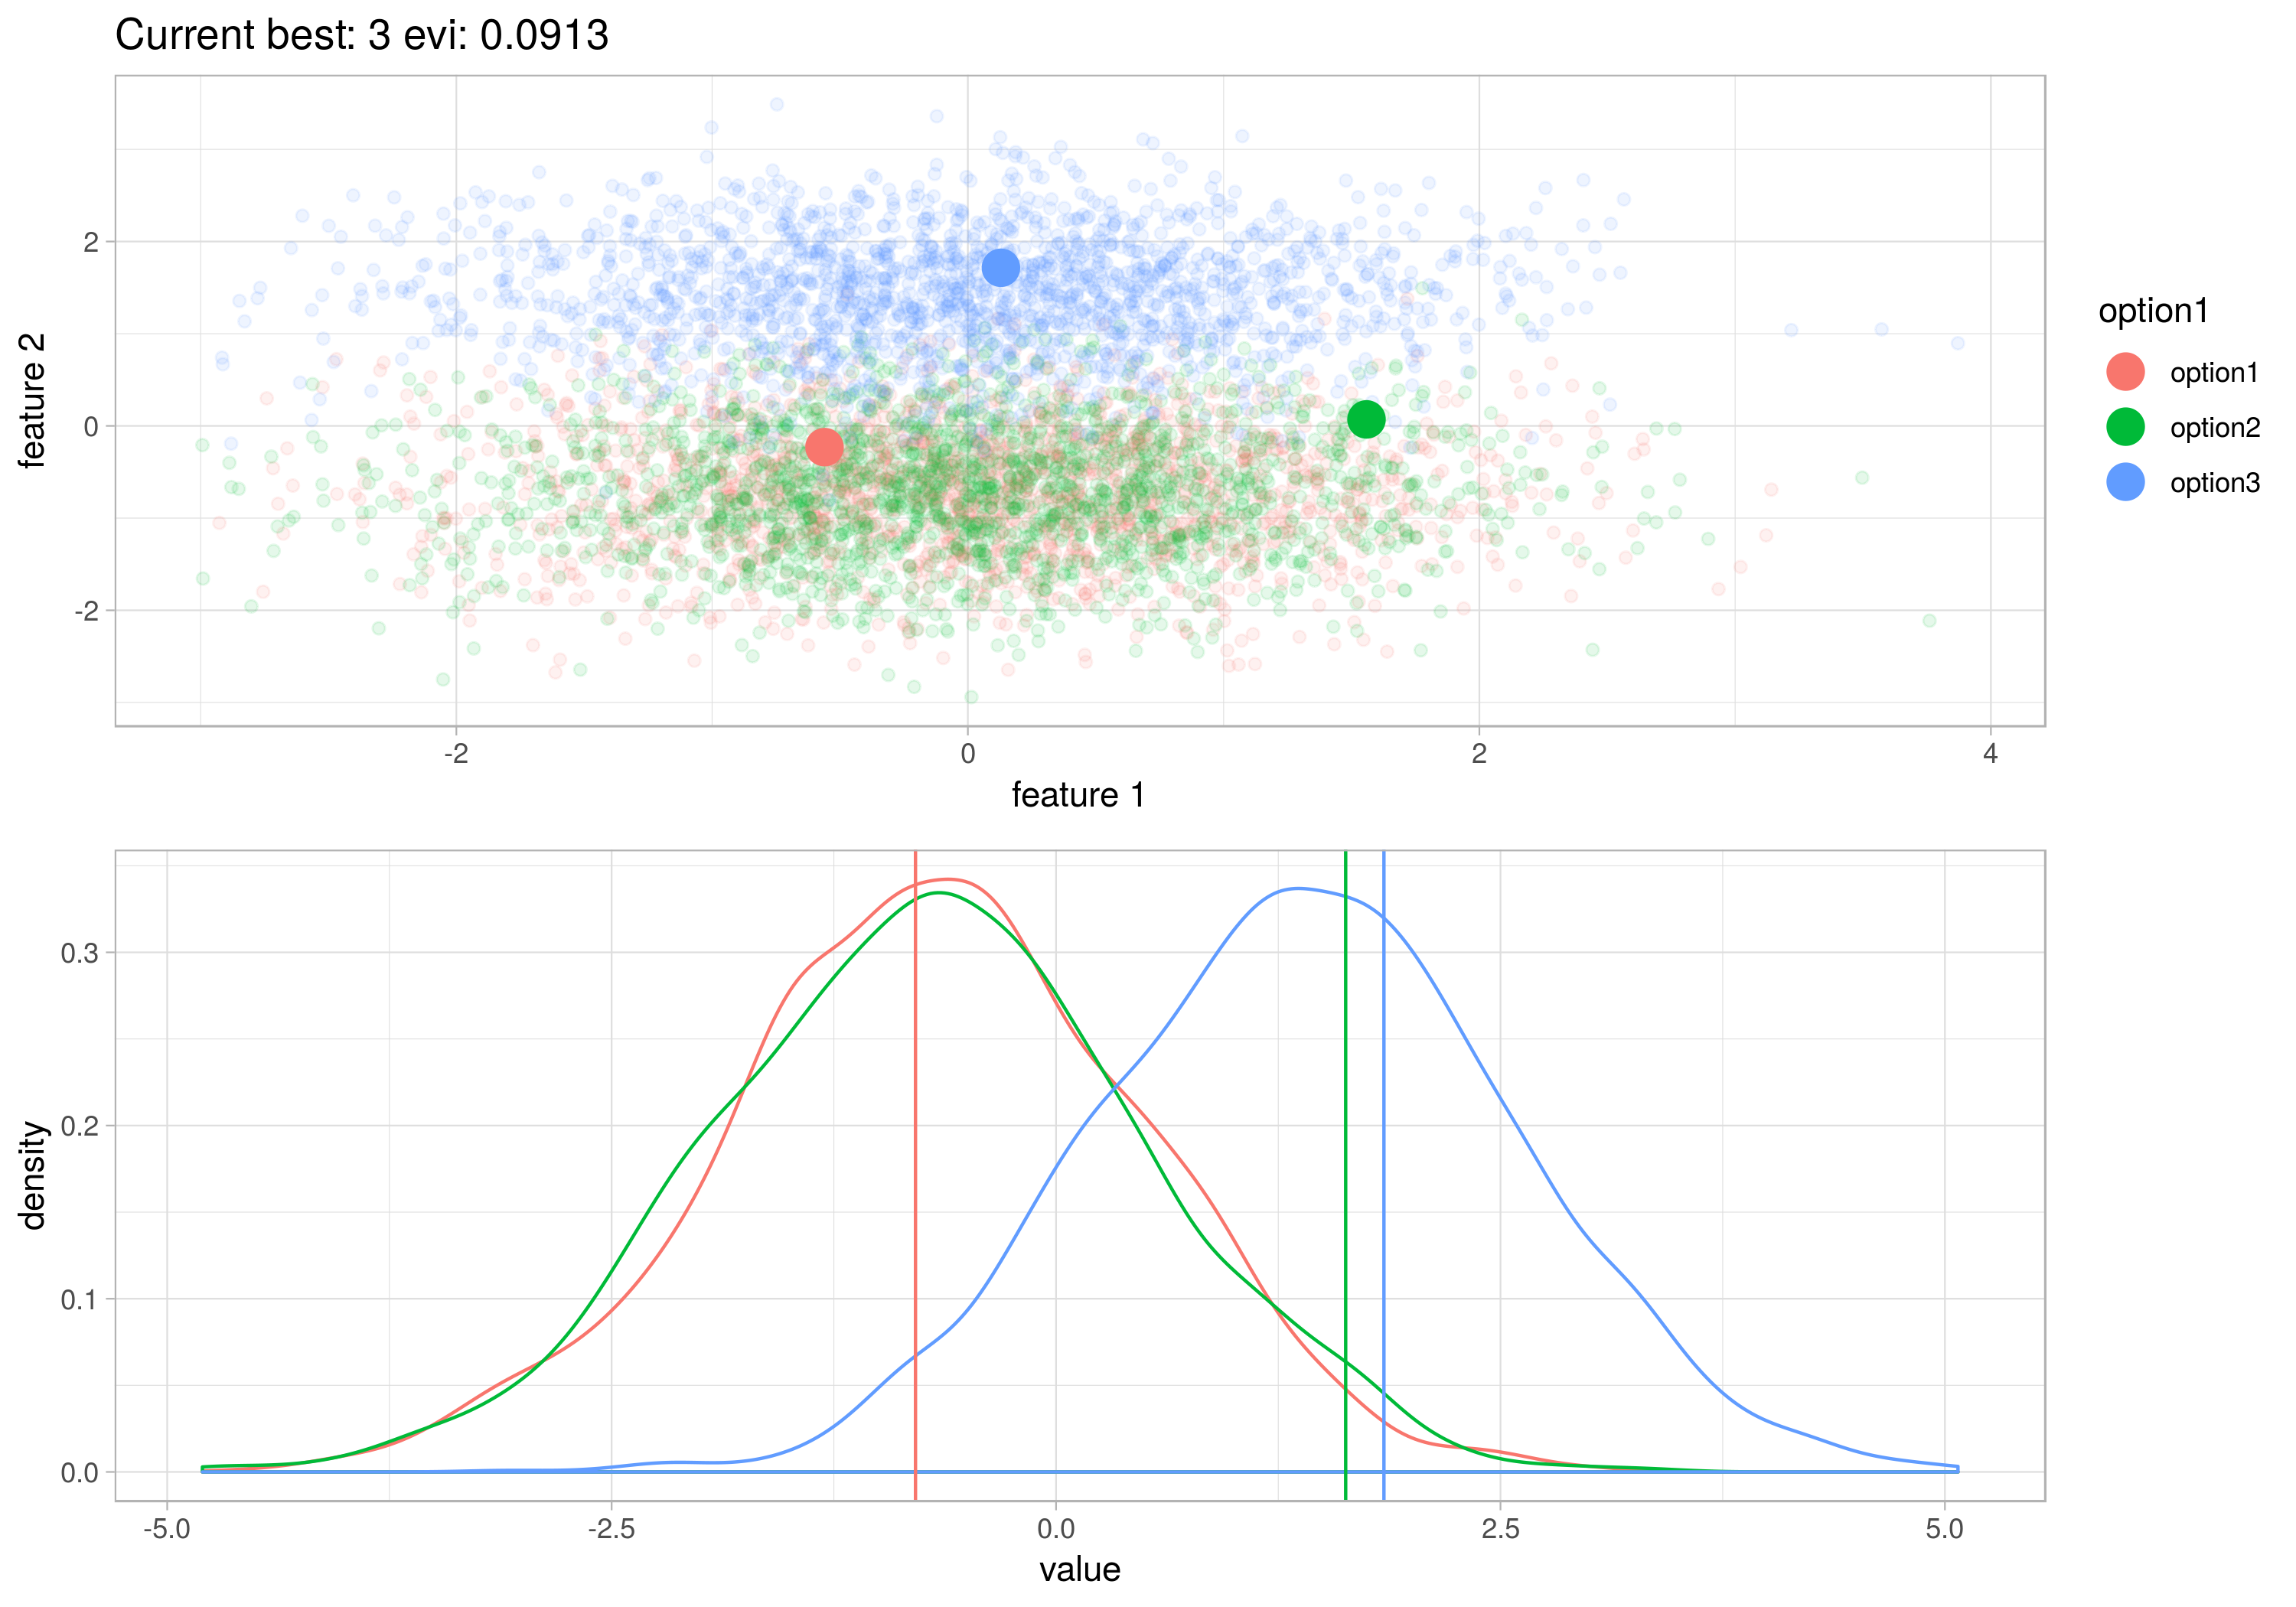 Current best: 3 evi: 0.0913
feature 2
2
0
-2
-2
0
2
4
feature 1
option1
option1
option2
option3
density
0.3
0.2
0.1
0.0
-5.0
-2.5
0.0
2.5
5.0
value